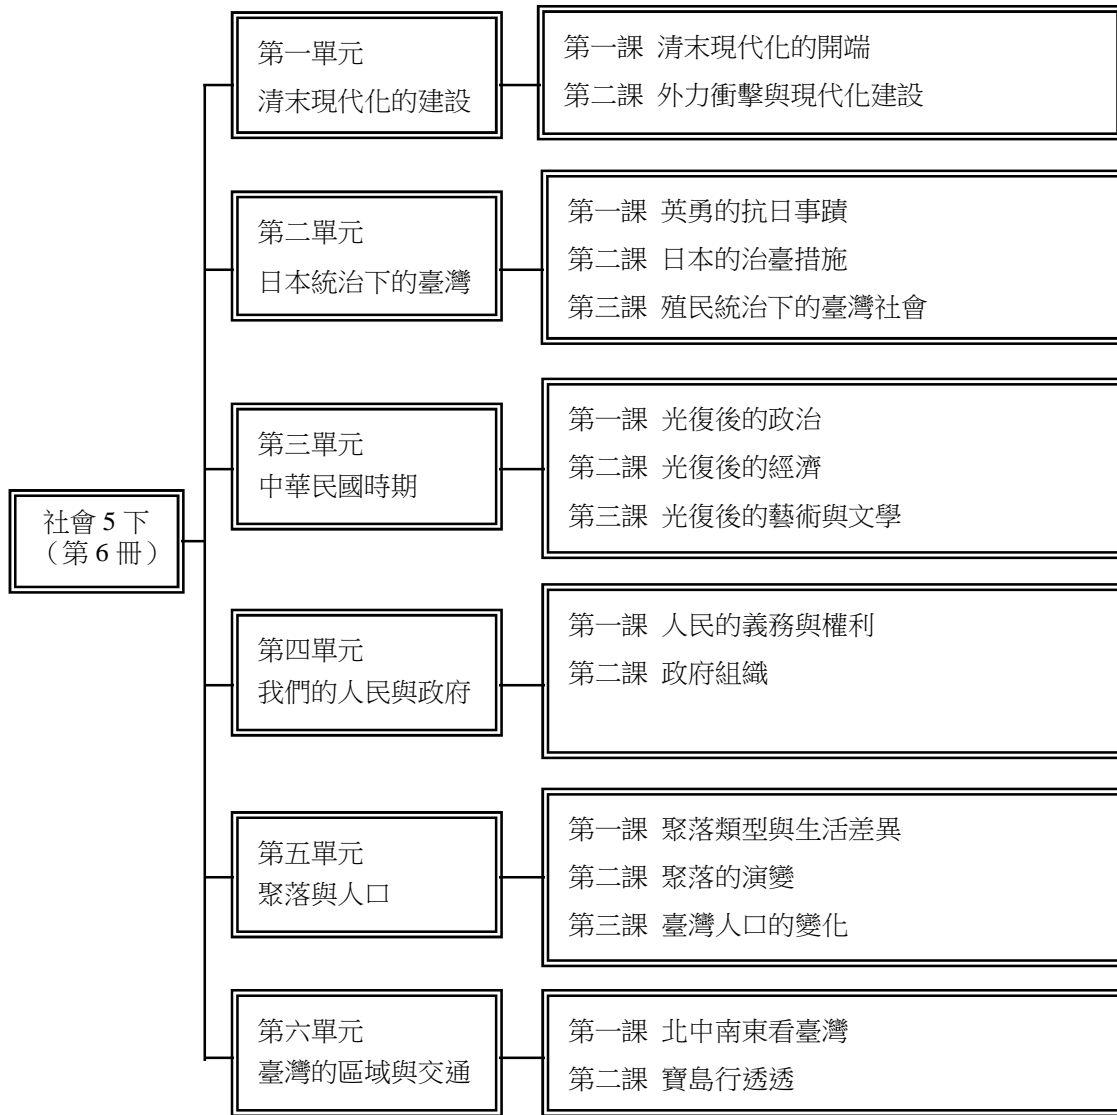 社會 5 下
（第 6 冊）
第一單元
清末現代化的建設
第一課 清末現代化的開端
第二課 外力衝擊與現代化建設
第二單元
日本統治下的臺灣
第一課 英勇的抗日事蹟
第二課 日本的治臺措施
第三課 殖民統治下的臺灣社會
第三單元
中華民國時期
第一課 光復後的政治
第二課 光復後的經濟
第三課 光復後的藝術與文學
第四單元
我們的人民與政府
第一課 人民的義務與權利
第二課 政府組織
第五單元
聚落與人口
第一課 聚落類型與生活差異
第二課 聚落的演變
第三課 臺灣人口的變化
第六單元
臺灣的區域與交通
第一課 北中南東看臺灣
第二課 寶島行透透